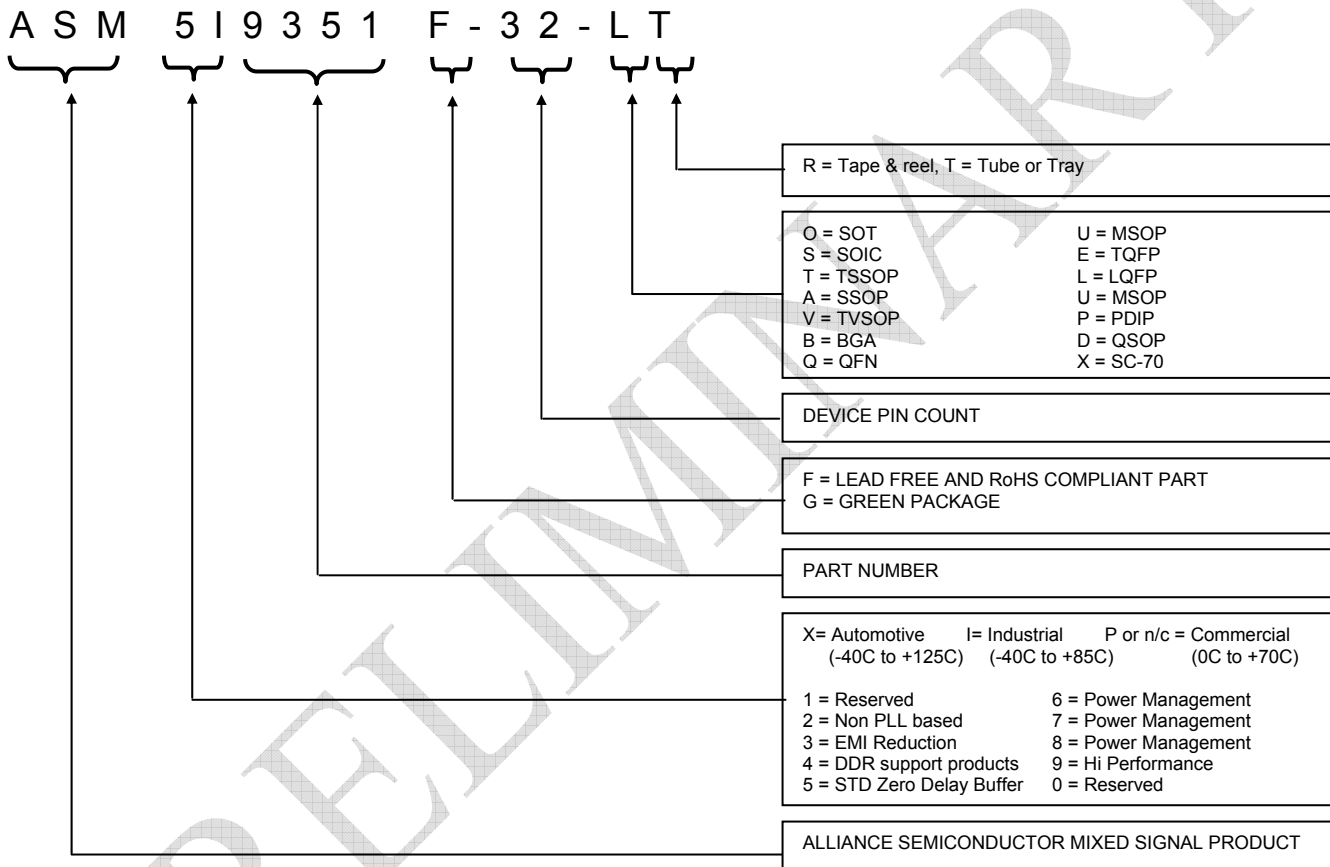 A S M 5 I 9 3 5 1 F - 3 2 - L T
R = Tape & reel, T = Tube or Tray
O = SOT U = MSOP
S = SOIC E = TQFP
T = TSSOP L = LQFP
A = SSOP U = MSOP
V = TVSOP P = PDIP
B = BGA D = QSOP
Q = QFN X = SC-70
DEVICE PIN COUNT
F = LEAD FREE AND RoHS COMPLIANT PART
G = GREEN PACKAGE
PART NUMBER
X= Automotive I= Industrial P or n/c = Commercial
(-40C to +125C) (-40C to +85C) (0C to +70C)
1 = Reserved 6 = Power Management
2 = Non PLL based 7 = Power Management
3 = EMI Reduction 8 = Power Management
4 = DDR support products 9 = Hi Performance
5 = STD Zero Delay Buffer 0 = Reserved
ALLIANCE SEMICONDUCTOR MIXED SIGNAL PRODUCT
RELIMINAR